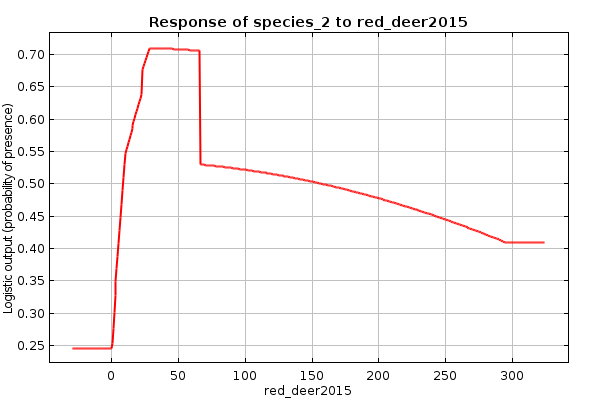 Response of species_2 to red_deer2015
Logistic output (probability of presence)
0.70
0.65
0.60
0.55
0.50
0.45
0.40
0.35
0.30
0.25
0 50 100 150 200 250 300
red_deer2015